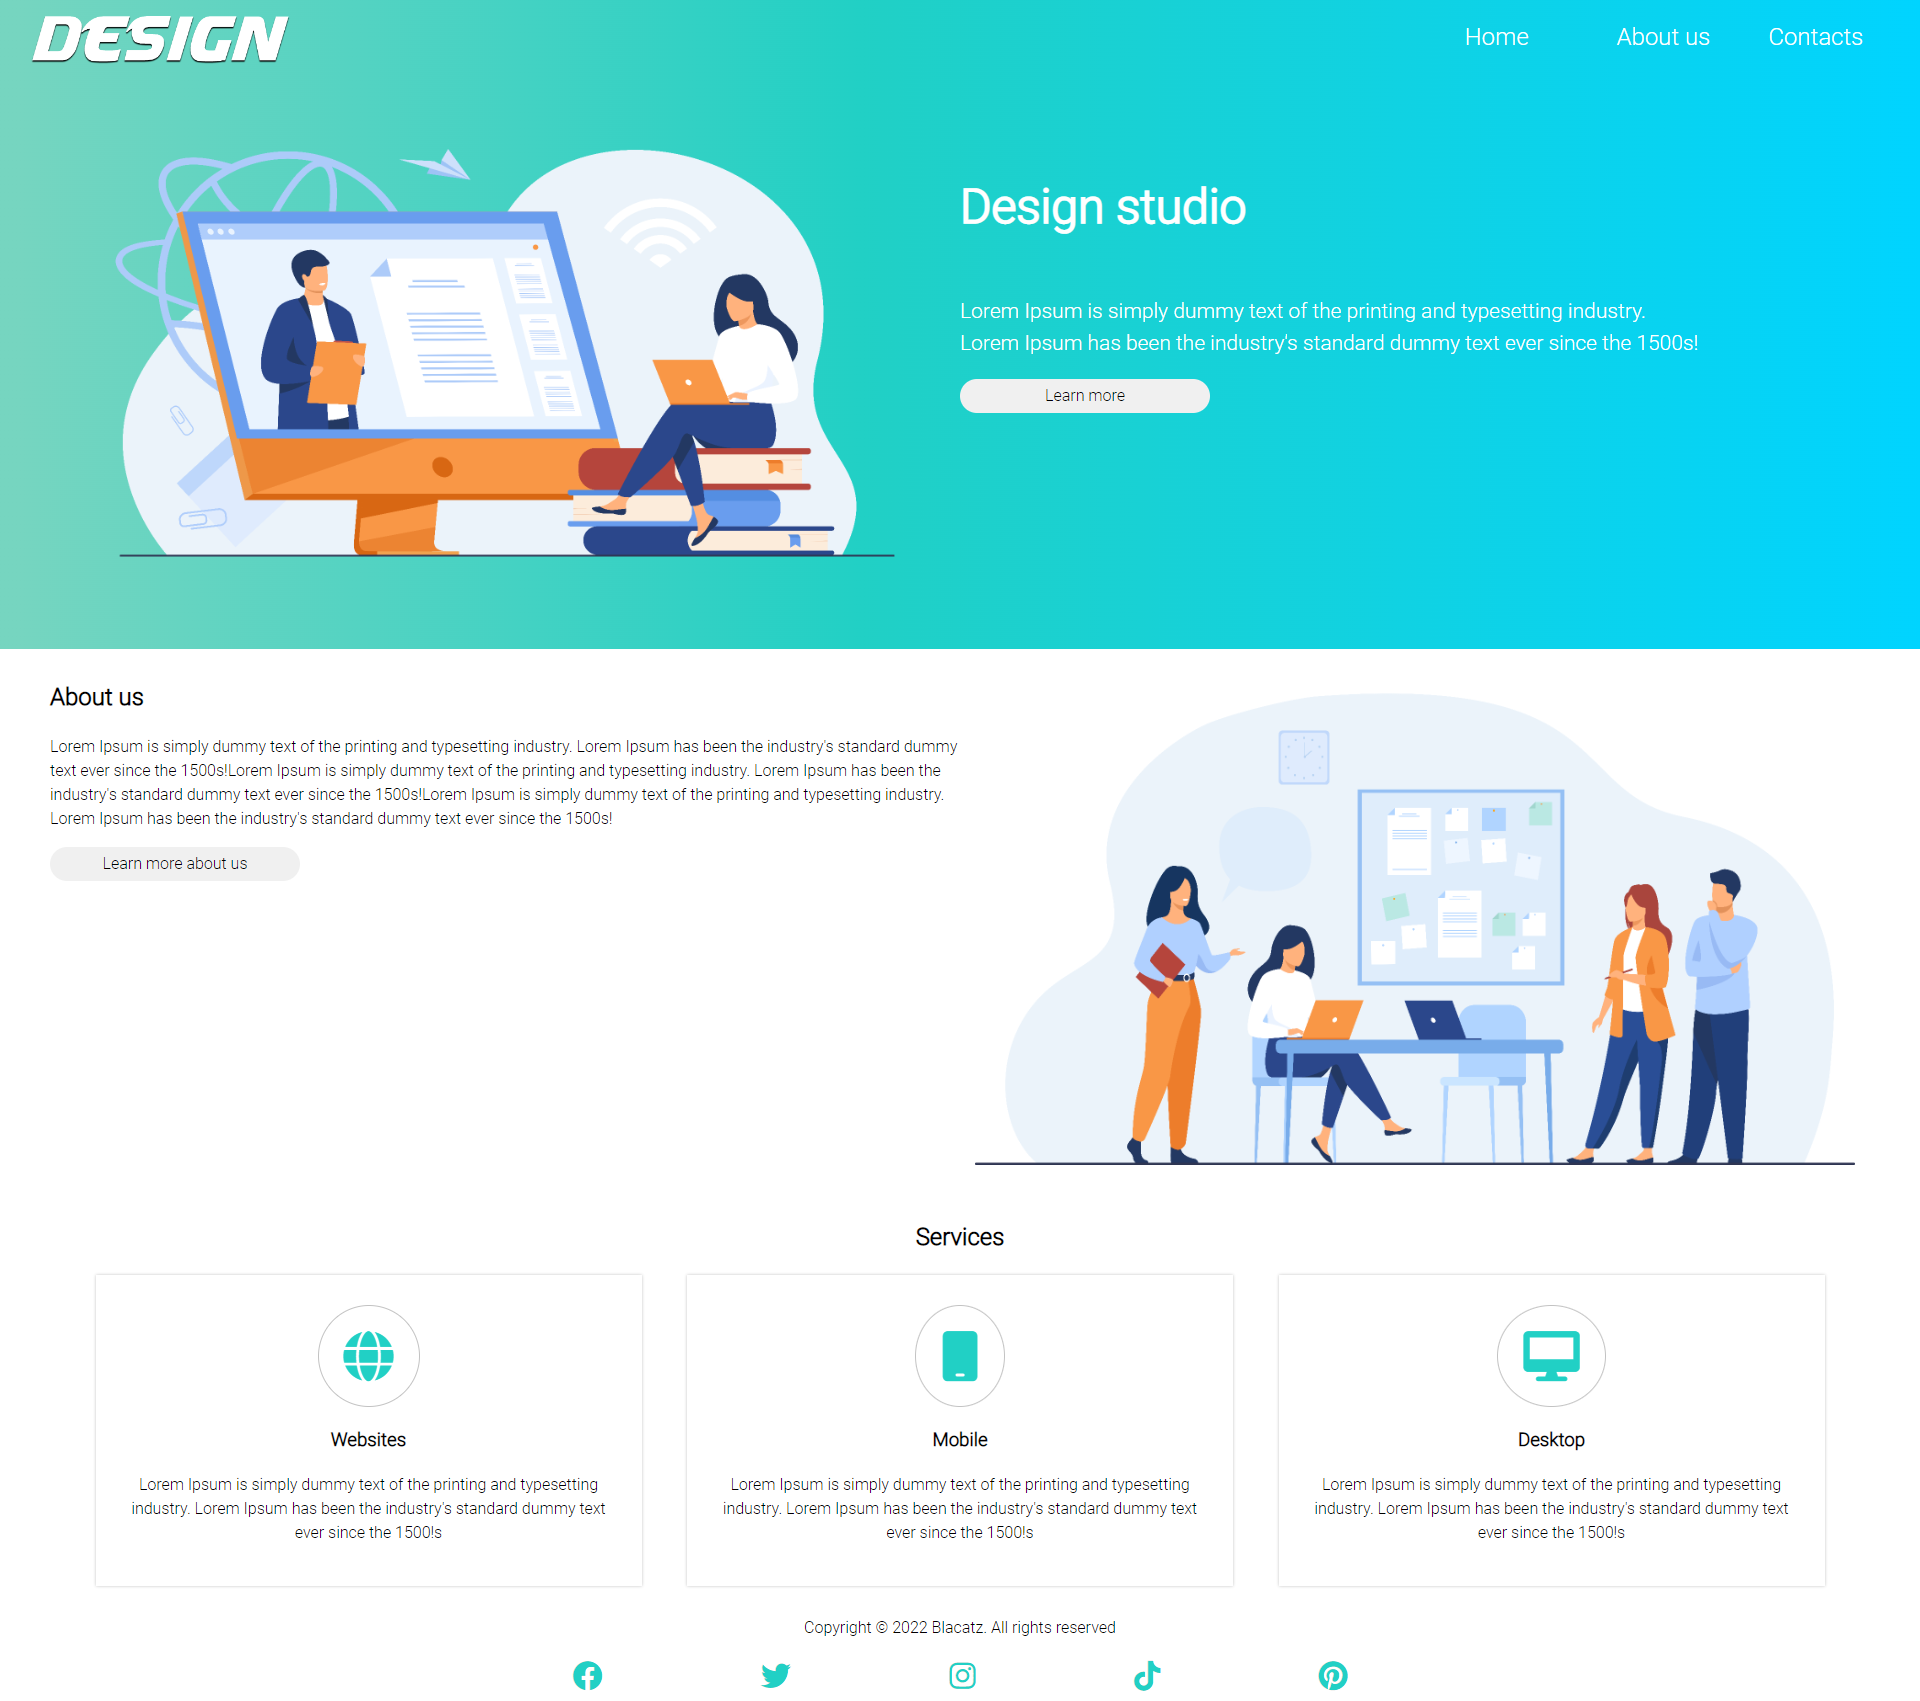 DESIGN
Home About us Contacts
Design studio
Lorem Ipsum is simply dummy text of the printing and typesetting industry.
Lorem Ipsum has been the industry's standard dummy text ever since the 1500s!
Learn more
About us
Lorem Ipsum is simply dummy text of the printing and typesetting industry. Lorem Ipsum has been the industry's standard dummy
text ever since the 1500s!Lorem Ipsum is simply dummy text of the printing and typesetting industry. Lorem Ipsum has been the
industry's standard dummy text ever since the 1500s!Lorem Ipsum is simply dummy text of the printing and typesetting industry.
Lorem Ipsum has been the industry's standard dummy text ever since the 1500s!
Learn more about us
Services
Websites
Lorem Ipsum is simply dummy text of the printing and typesetting
industry. Lorem Ipsum has been the industry's standard dummy text
ever since the 1500!s
Mobile
Lorem Ipsum is simply dummy text of the printing and typesetting
industry. Lorem Ipsum has been the industry's standard dummy text
ever since the 1500!s
Desktop
Lorem Ipsum is simply dummy text of the printing and typesetting
industry. Lorem Ipsum has been the industry's standard dummy text
ever since the 1500!s
Copyright © 2022 Blacatz. All rights reserved